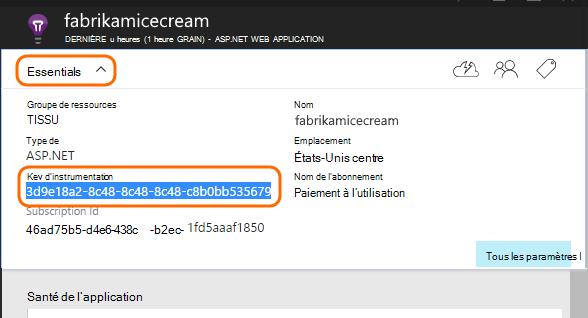 fabrikamicecream
DERNIÈRE u heures (1 heure GRAIN) - ASP.NET WEB APPLICATION
Essentials
Groupe de ressources
TISSU
Nom
fabrikamicecream
Type de
ASP.NET
Emplacement
États-Unis centre
Kev d'instrumentation
3d9e18a2-8c48-8c48-8c48-c8b0bb535679
Nom de l'abonnement
Paiement à l'utilisation
Subscription Id
46ad75b5-d4e6-438c -b2ec- 1fd5aaaf1850
Tous les paramètres l
Santé de l'application